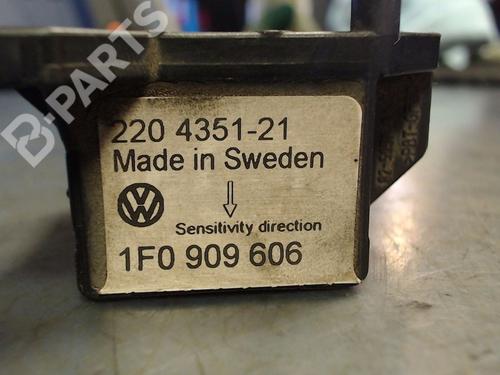 B-PARTS
220 4351-21
Made in Sweden
Sensitivity direction
1F0 909 606